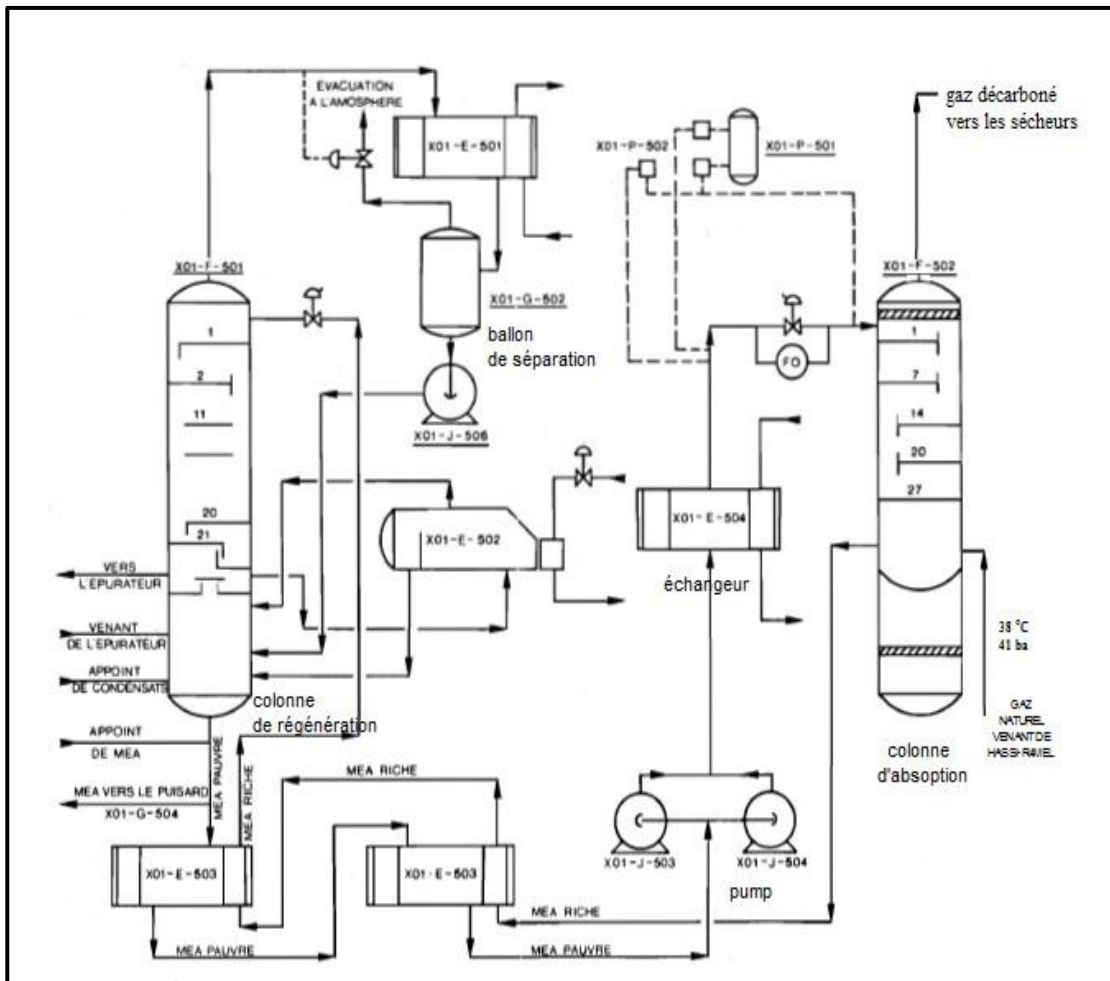 EVACUATION
A L'AMOSPHERE
X01-E-501
X01-P-502
X01-P-501
gaz décarboné
vers les sécheurs
X01-F-501
X01-G-502
ballon
de séparation
X01-F-502
1
2
11
20
21
FO
1
7
14
20
27
X01-J-506
X01-E-502
X01-E-504
échangeur
VERS
L'EPURATEUR
VENANT
DE L'EPURATEUR
APPOINT
DE CONDENSATS
colonne
de régénération
38 °C
41 ba
GAZ
NATUREL
VENANT DE
HASSI-R4MEL
colonne
d'absoption
APPOINT
DE MEA
MEA PAUVRE
MEA RICHE
MEA VERS LE PUISARD
X01-G-504
MEA RICHE
X01-E-503
X01-E-503
X01-J-503
X01-J-504
pump
MEA RICHE
MEA PAUVRE
MEA PAUVRE